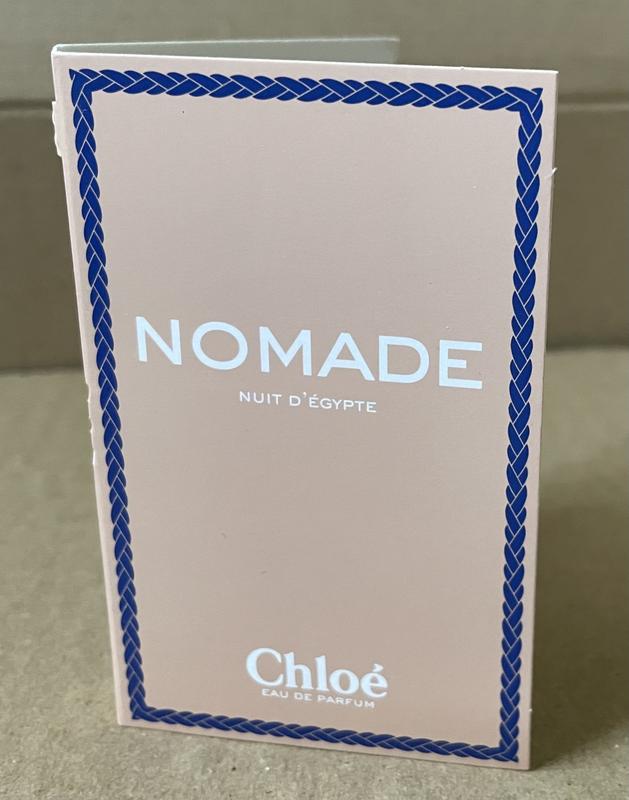 NOMADE
NUIT D'ÉGYPTE
Chloé
EAU DE PARFUM